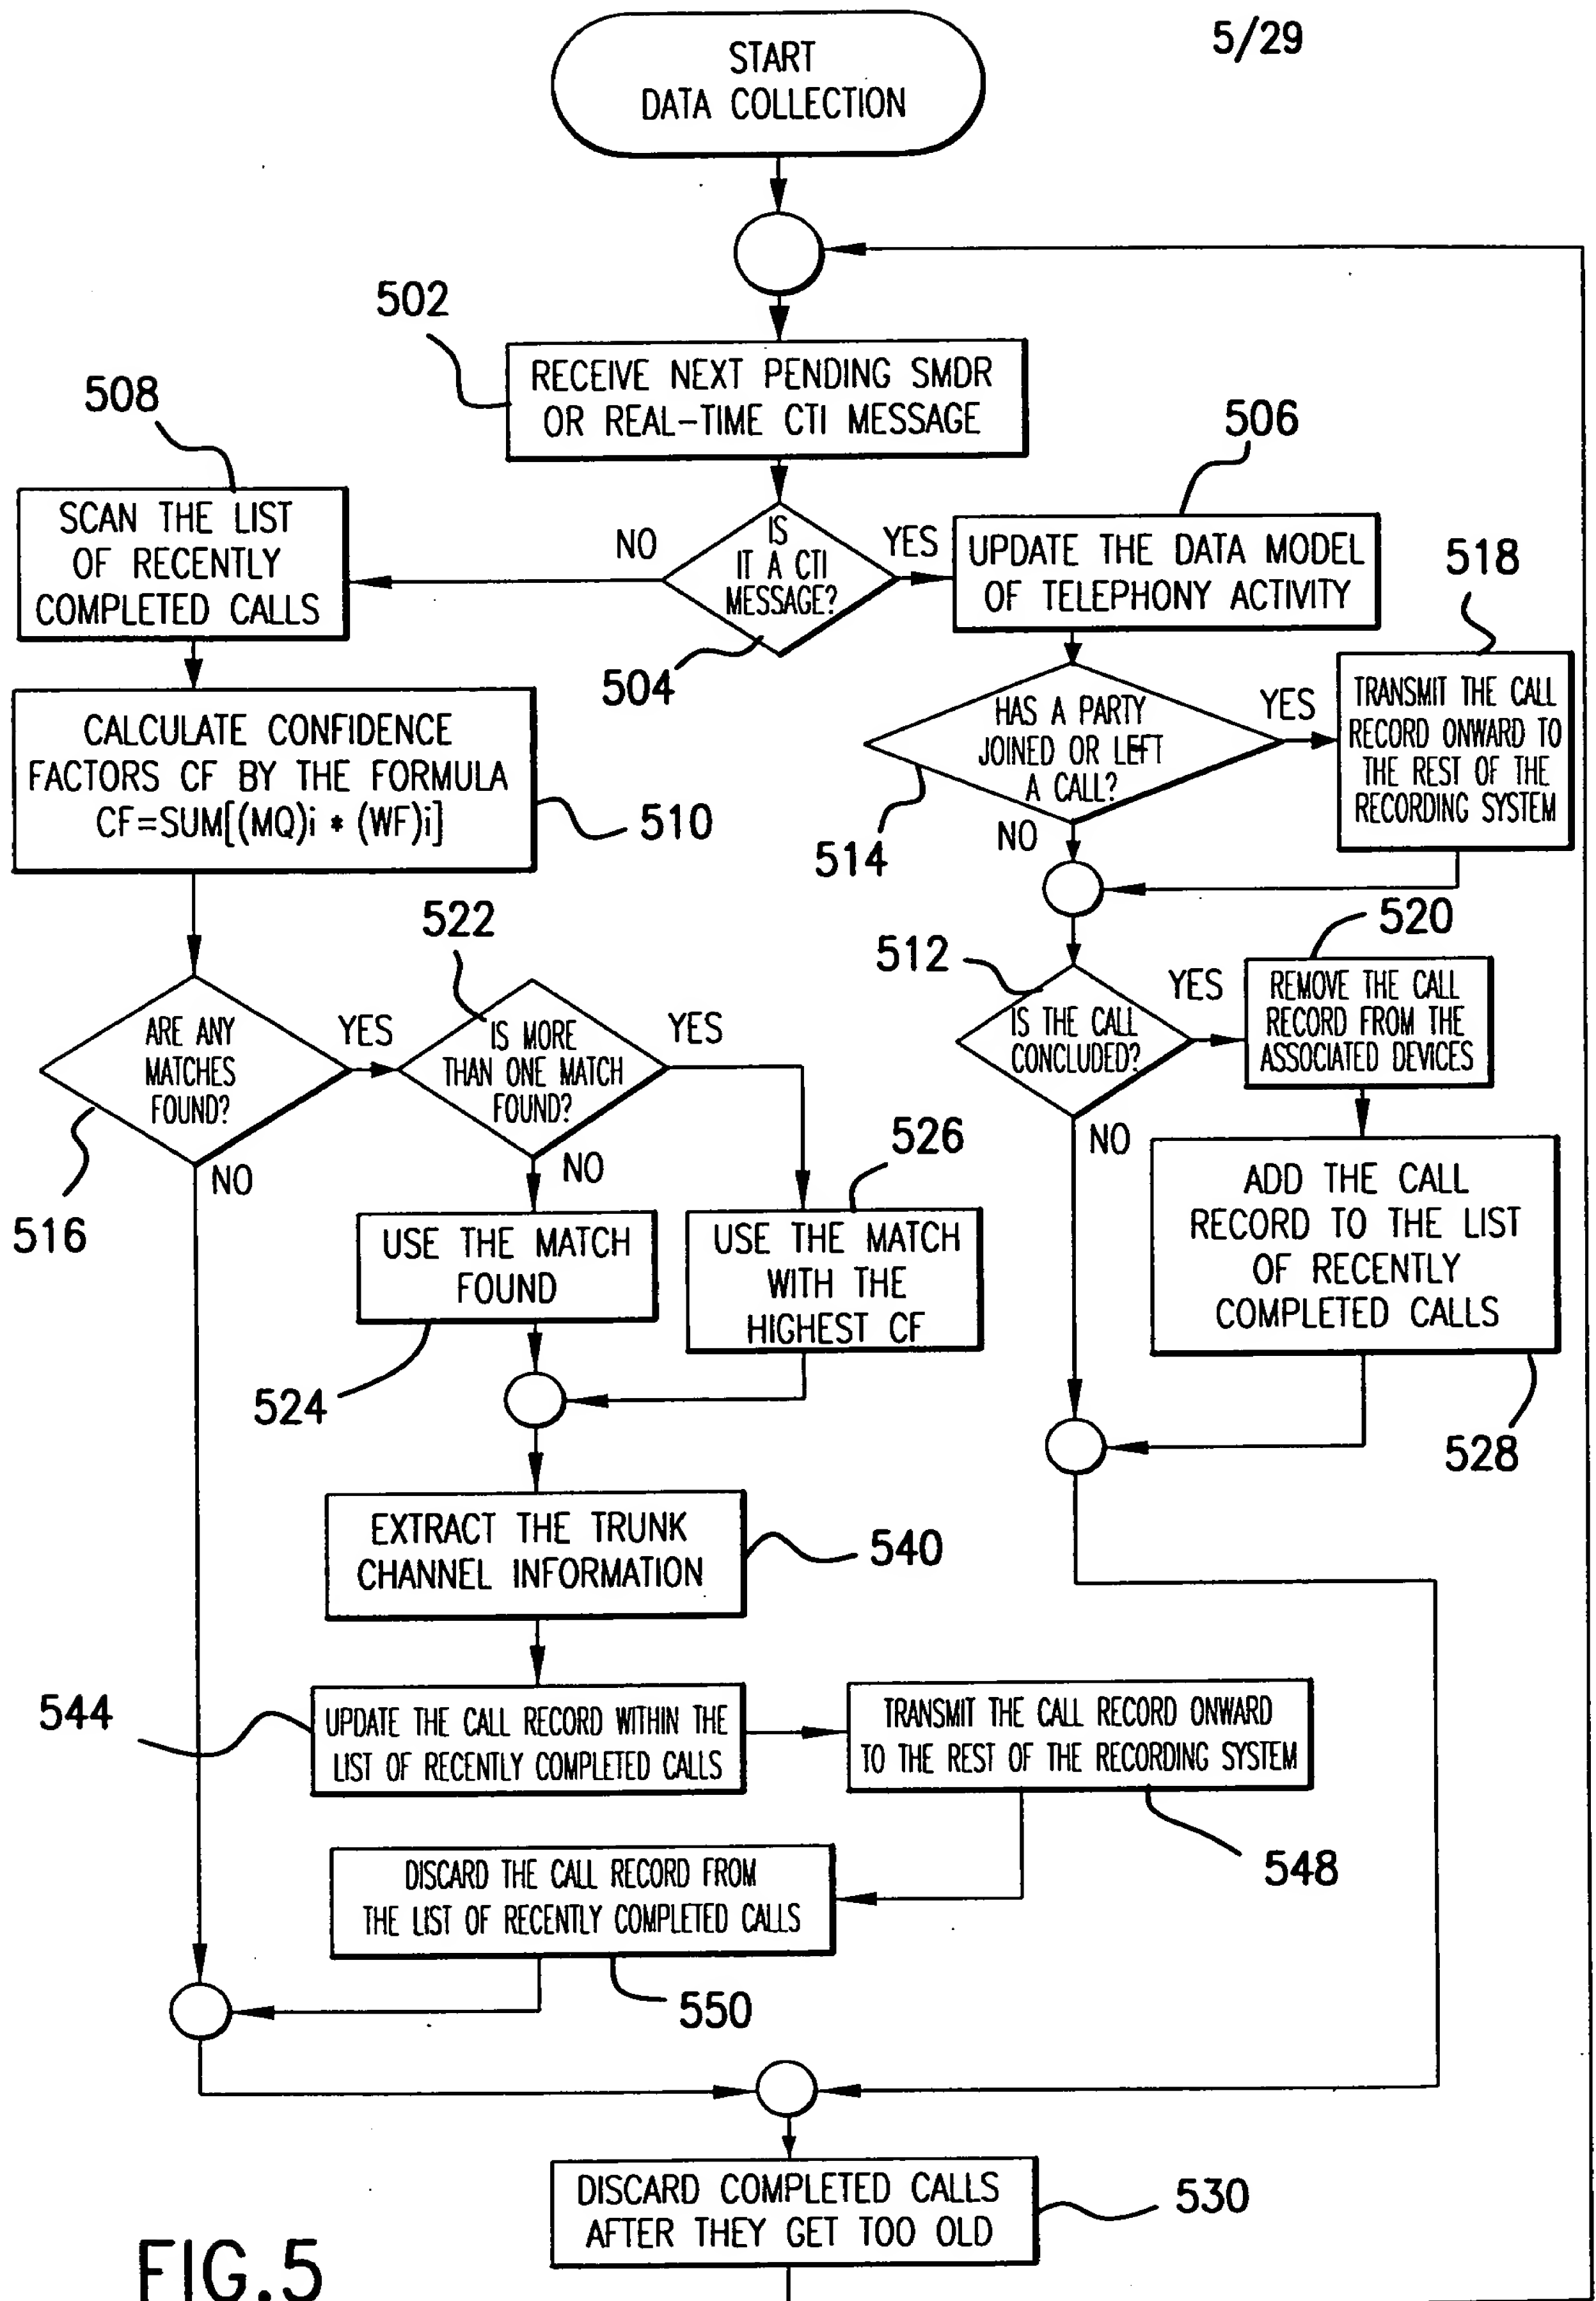 5/29
START
DATA COLLECTION
502
RECEIVE NEXT PENDING SMDR
OR REAL-TIME CTI MESSAGE
508
SCAN THE LIST
OF RECENTLY
COMPLETED CALLS
NO
IS
IT A CTI
MESSAGE?
YES
504
506
UPDATE THE DATA MODEL
OF TELEPHONY ACTIVITY
518
CALCULATE CONFIDENCE
FACTORS CF BY THE FORMULA
CF=SUM[(MQ)i * (WF)i]
510
HAS A PARTY
JOINED OR LEFT
A CALL?
YES
NO
514
TRANSMIT THE CALL
RECORD ONWARD TO
THE REST OF THE
RECORDING SYSTEM
522
512
520
ARE ANY
MATCHES
FOUND?
YES
NO
516
IS MORE
THAN ONE MATCH
FOUND?
YES
NO
IS THE CALL
CONCLUDED?
YES
NO
REMOVE THE CALL
RECORD FROM THE
ASSOCIATED DEVICES
526
USE THE MATCH
FOUND
524
USE THE MATCH
WITH THE
HIGHEST CF
ADD THE CALL
RECORD TO THE LIST
OF RECENTLY
COMPLETED CALLS
528
EXTRACT THE TRUNK
CHANNEL INFORMATION
540
544
UPDATE THE CALL RECORD WITHIN THE
LIST OF RECENTLY COMPLETED CALLS
TRANSMIT THE CALL RECORD ONWARD
TO THE REST OF THE RECORDING SYSTEM
548
DISCARD THE CALL RECORD FROM
THE LIST OF RECENTLY COMPLETED CALLS
550
DISCARD COMPLETED CALLS
AFTER THEY GET TOO OLD
530
FIG.5